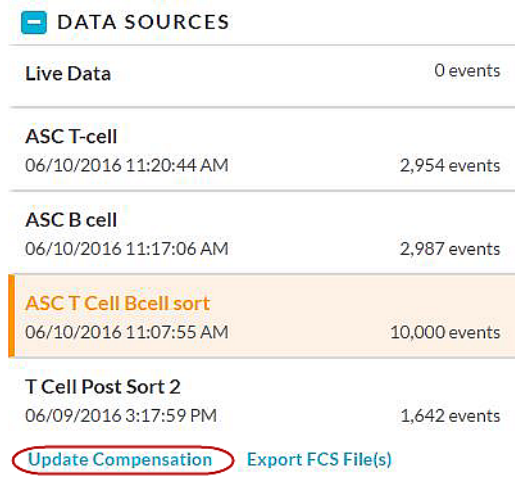 DATA SOURCES
Live Data 0 events
ASC T-cell
06/10/2016 11:20:44 AM 2,954 events
ASC B cell
06/10/2016 11:17:06 AM 2,987 events
ASC T Cell Bcell sort
06/10/2016 11:07:55 AM 10,000 events
T Cell Post Sort 2
06/09/2016 3:17:59 PM 1,642 events
Update Compensation Export FCS File(s)